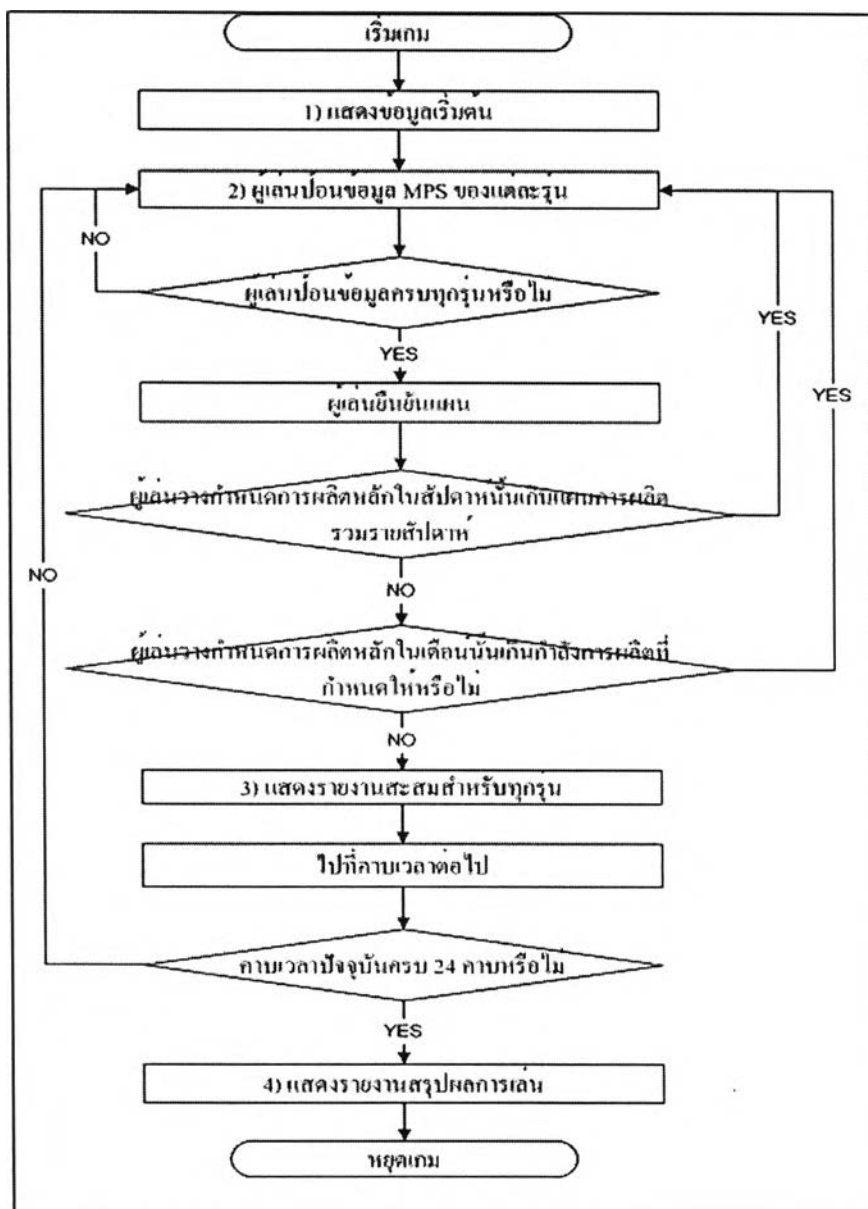 เริ่มเกม
1) แสดงข้อมูลเริ่มต้น
2) ผู้เล่นป้อนข้อมูล MPS ของแต่ละรุ่น
NO
ผู้เล่นป้อนข้อมูลครบทุกรุ่นหรือไม่
YES
YES
YES
ผู้เล่นยืนยันแผน
ผู้เล่นวางกำหนดการผลิตหลักในสัปดาห์นั้นเกินแผนการผลิต
รวมรายสัปดาห์
NO
NO
ผู้เล่นวางกำหนดการผลิตหลักในเดือนนั้นเกินกำลังการผลิตที่
กำหนดให้หรือไม่
NO
3) แสดงรายงานสะสมสำหรับทุกรุ่น
ไปที่คาบเวลาต่อไป
คาบเวลาปัจจุบันครบ 24 คาบหรือไม่
YES
4) แสดงรายงานสรุปผลการเล่น
หยุดเกม